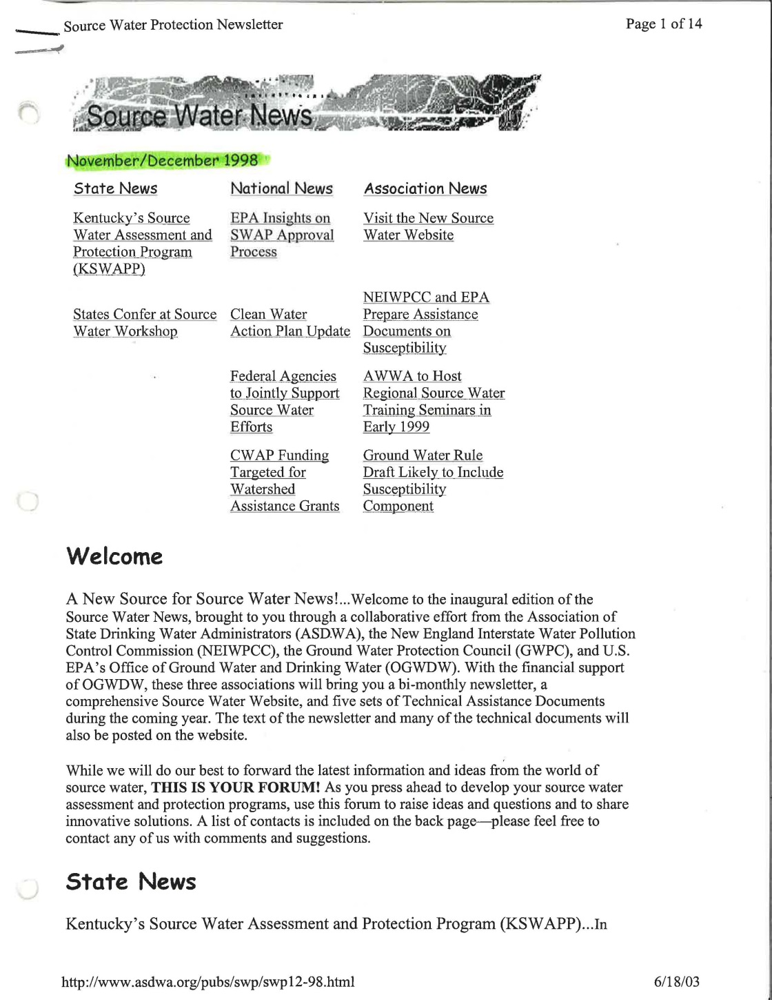 Source Water Protection Newsletter
Page 1 of 14
Source Water News
November/December 1998
State News
National News
Association News
Kentucky's Source
Water Assessment and
Protection Program
(KSWAPP)
EPA Insights on
SWAP Approval
Process
Visit the New Source
Water Website
States Confer at Source
Water Workshop
Clean Water
Action Plan Update
NEIWPCC and EPA
Prepare Assistance
Documents on
Susceptibility
Federal Agencies
to Jointly Support
Source Water
Efforts
AWWA to Host
Regional Source Water
Training Seminars in
Early 1999
CWAP Funding
Targeted for
Watershed
Assistance Grants
Ground Water Rule
Draft Likely to Include
Susceptibility
Component
Welcome
A New Source for Source Water News!...Welcome to the inaugural edition of the
Source Water News, brought to you through a collaborative effort from the Association of
State Drinking Water Administrators (ASDWA), the New England Interstate Water Pollution
Control Commission (NEIWPCC), the Ground Water Protection Council (GWPC), and U.S.
EPA's Office of Ground Water and Drinking Water (OGWDW). With the financial support
of OGWDW, these three associations will bring you a bi-monthly newsletter, a
comprehensive Source Water Website, and five sets of Technical Assistance Documents
during the coming year. The text of the newsletter and many of the technical documents will
also be posted on the website.
While we will do our best to forward the latest information and ideas from the world of
source water, THIS IS YOUR FORUM! As you press ahead to develop your source water
assessment and protection programs, use this forum to raise ideas and questions and to share
innovative solutions. A list of contacts is included on the back page—please feel free to
contact any of us with comments and suggestions.
State News
Kentucky's Source Water Assessment and Protection Program (KSWAPP)...In
http://www.asdwa.org/pubs/swp/swp12-98.html
6/18/03